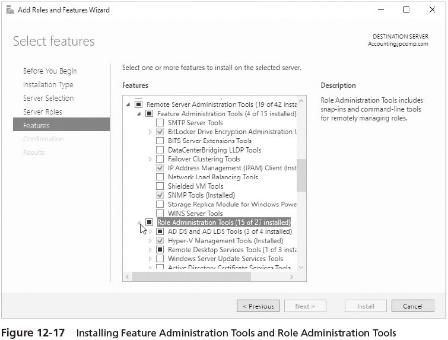 Add Roles and Features Wizard
Select features
DESTINATION SERVER
Accounting.jpcomp.com
Before You Begin
Installation Type
Server Selection
Server Roles
Features
Confirmation
Results
Select one or more features to install on the selected server.
Features
Remote Server Administration Tools (19 of 42 insta
Feature Administration Tools (4 of 15 installed)
SMTP Server Tools
BitLocker Drive Encryption Administration U
BITS Server Extensions Tools
DataCenterBridging LLDP Tools
Failover Clustering Tools
IP Address Management (IPAM) Client (Inst
Network Load Balancing Tools
Shielded VM Tools
SNMP Tools (Installed)
Storage Replica Module for Windows Powe
WINS Server Tools
Role Administration Tools (15 of 27 installed)
AD DS and AD LDS Tools (3 of 4 installed)
Hyper-V Management Tools (Installed)
Remote Desktop Services Tools (1 of 3 insta
Windows Server Update Services Tools
Active Directory Certificate Services Tools
Description
Role Administration Tools includes
snap-ins and command-line tools
for remotely managing roles.
< Previous
Next >
Install
Cancel
Figure 12-17 Installing Feature Administration Tools and Role Administration Tools